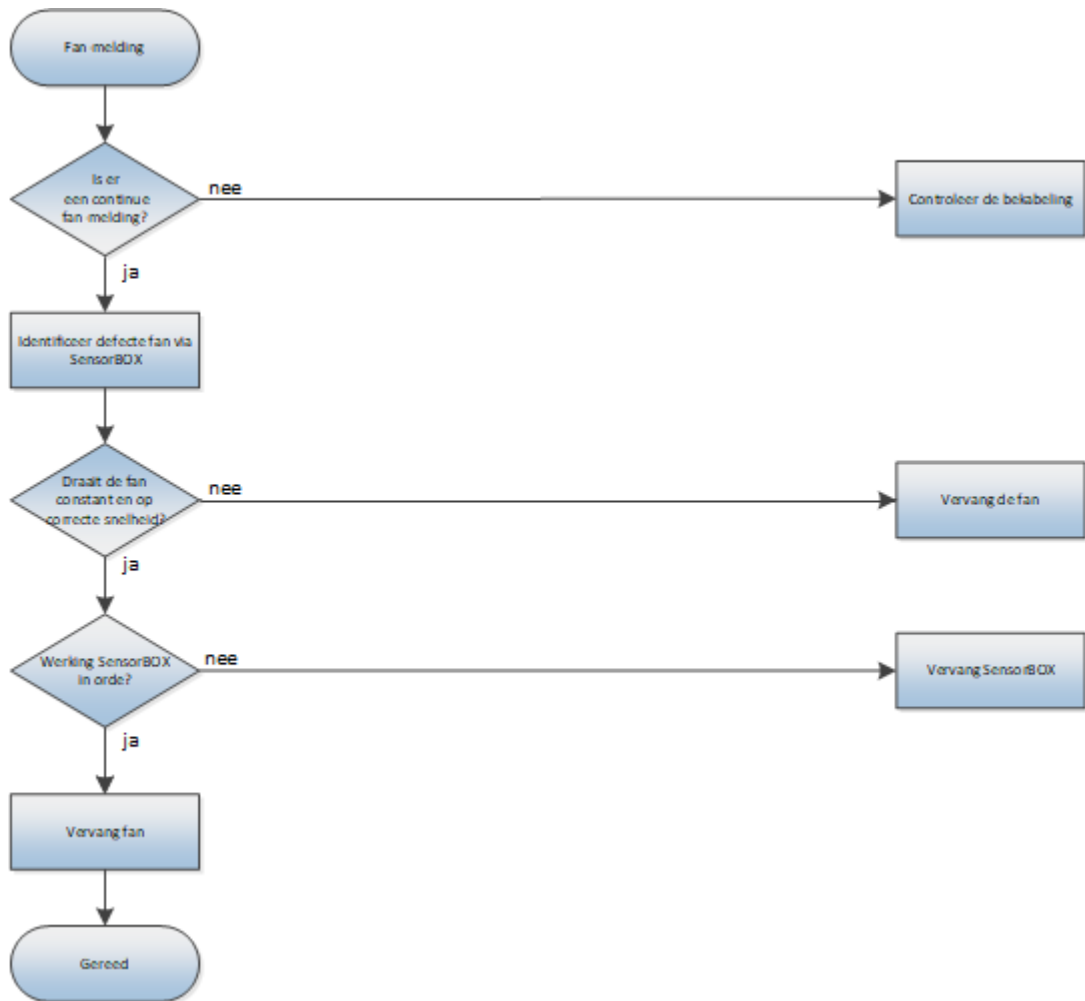 Fan-melding
Is er
een continue
fan-melding?
nee
Controleer de bekabeling
ja
Identificeer defecte fan via
SensorBOX
Draait de fan
constant en op
correcte snelheid?
nee
Vervang de fan
ja
Werking SensorBOX
in orde?
nee
Vervang SensorBOX
ja
Vervang fan
Gereed